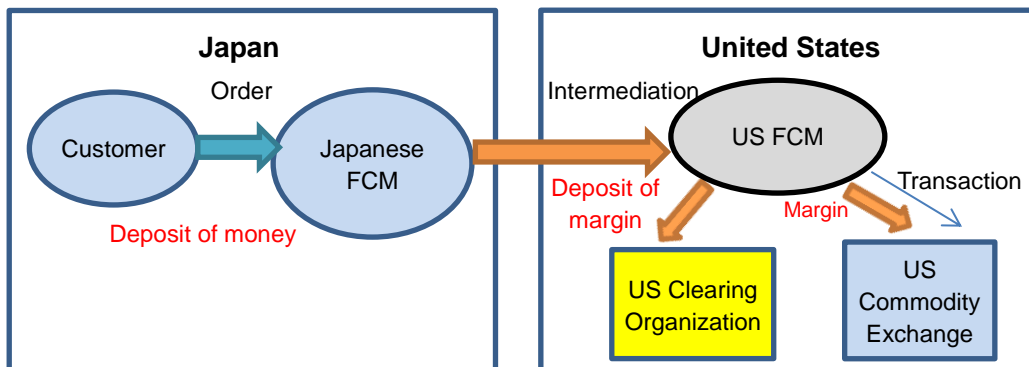 Japan
Order
Customer
Japanese
FCM
Deposit of money
United States
Intermediation
US FCM
Deposit of
margin
Margin
Transaction
US Clearing
Organization
US
Commodity
Exchange